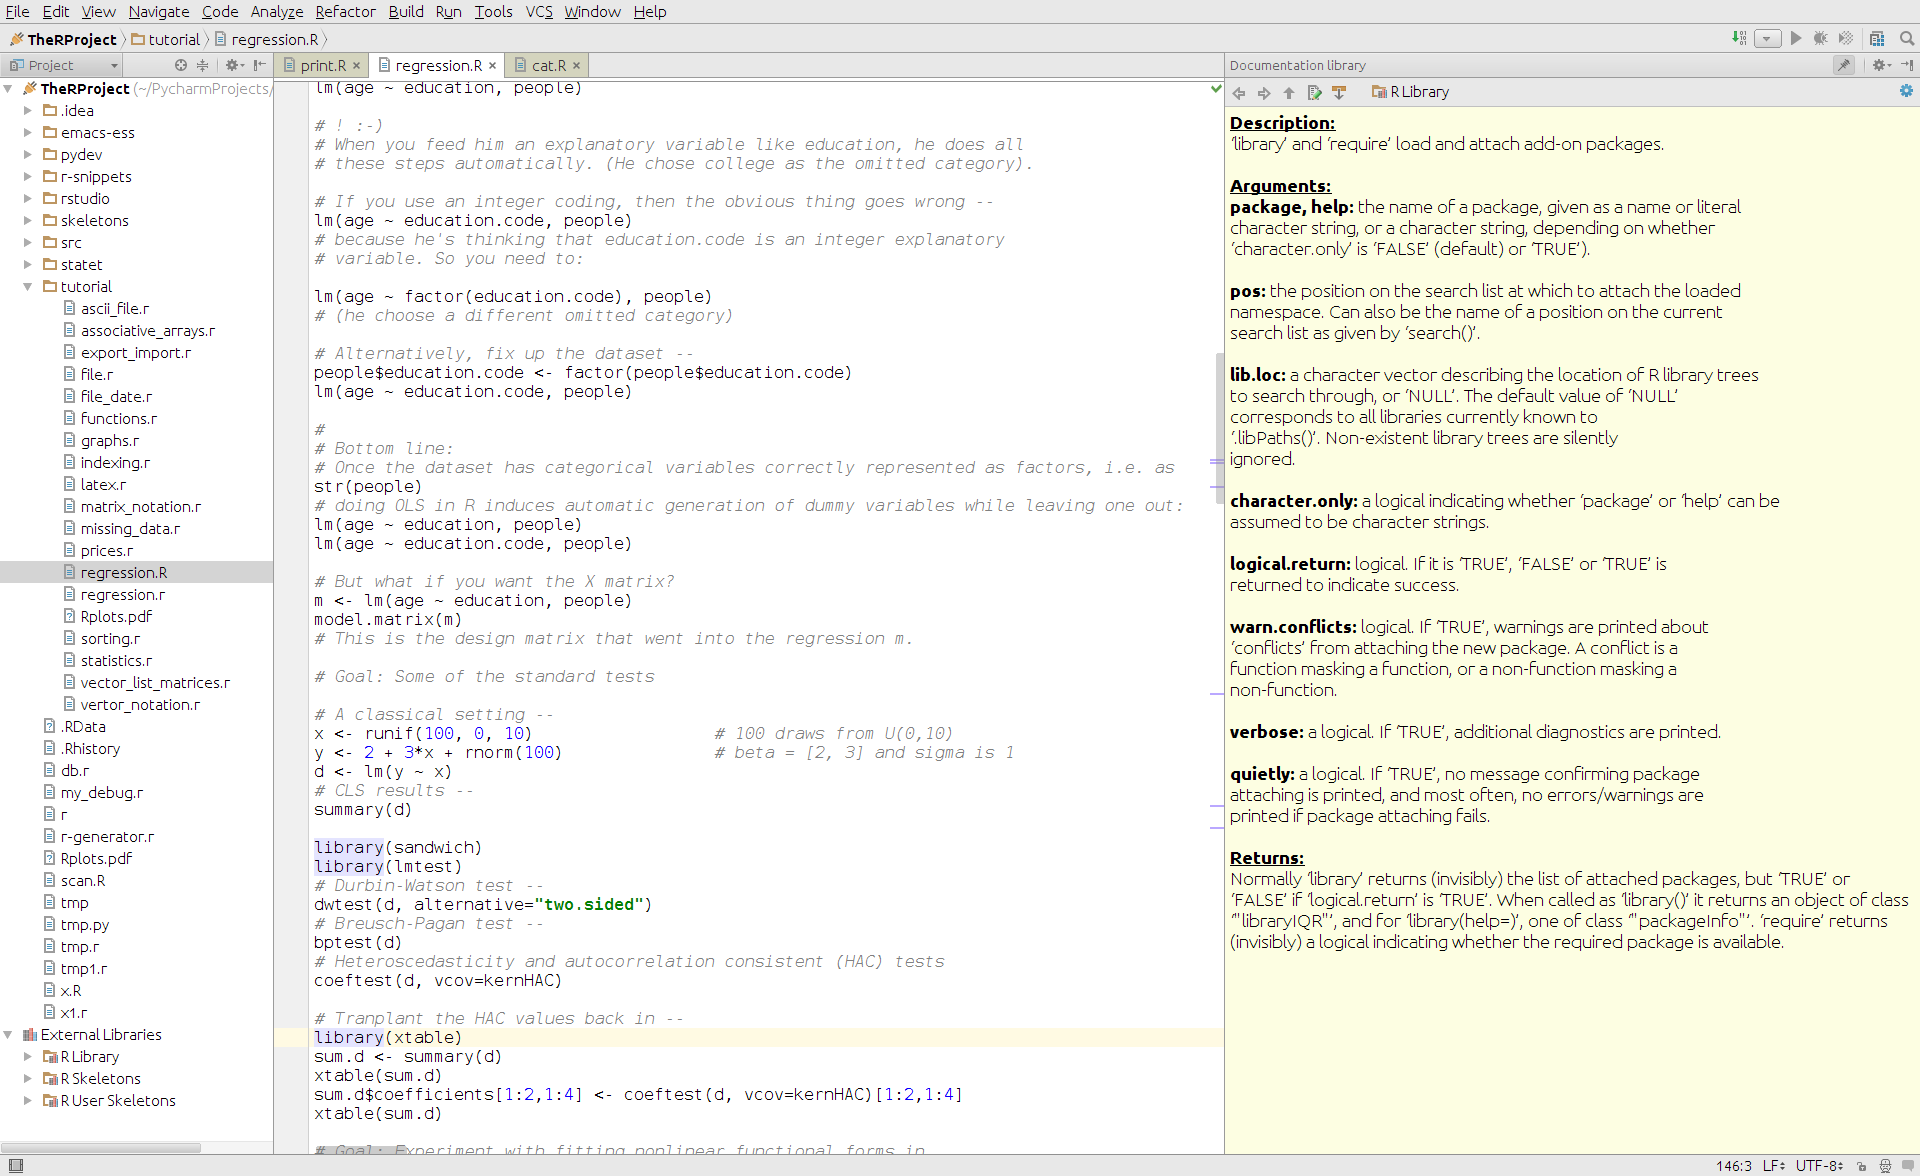 File Edit View Navigate Code Analyze Refactor Build Run Tools VCS Window Help
TheRProject tutorial regression.R
Project
print.R × regression.R × cat.R ×
Documentation library
TheRProject (~/PycharmProjects/
.idea
emacs-ess
pydev
r-snippets
rstudio
skeletons
src
statet
tutorial
ascii_file.r
associative_arrays.r
export_import.r
file.r
file_date.r
functions.r
graphs.r
indexing.r
latex.r
matrix_notation.r
missing_data.r
prices.r
regression.R
regression.r
Rplots.pdf
sorting.r
statistics.r
vector_list_matrices.r
vertor_notation.r
.RData
.Rhistory
db.r
my_debug.r
r
r-generator.r
Rplots.pdf
scan.R
tmp
tmp.py
tmp.r
tmp1.r
x.R
x1.r
External Libraries
R Library
R Skeletons
R User Skeletons
lm(age ~ education, people)
# ! :-)
# When you feed him an explanatory variable like education, he does all
# these steps automatically. (He chose college as the omitted category).
# If you use an integer coding, then the obvious thing goes wrong --
lm(age ~ education.code, people)
# because he's thinking that education.code is an integer explanatory
# variable. So you need to:
lm(age ~ factor(education.code), people)
# (he choose a different omitted category)
# Alternatively, fix up the dataset --
people$education.code <- factor(people$education.code)
lm(age ~ education.code, people)
#
# Bottom line:
# Once the dataset has categorical variables correctly represented as factors, i.e. as
str(people)
# doing OLS in R induces automatic generation of dummy variables while leaving one out:
lm(age ~ education, people)
lm(age ~ education.code, people)
# But what if you want the X matrix?
m <- lm(age ~ education, people)
model.matrix(m)
# This is the design matrix that went into the regression m.
# Goal: Some of the standard tests
# A classical setting --
x <- runif(100, 0, 10) # 100 draws from U(0,10)
y <- 2 + 3*x + rnorm(100) # beta = [2, 3] and sigma is 1
d <- lm(y ~ x)
# CLS results --
summary(d)
library(sandwich)
library(lmtest)
# Durbin-Watson test --
dwtest(d, alternative="two.sided")
# Breusch-Pagan test --
bptest(d)
# Heteroscedasticity and autocorrelation consistent (HAC) tests
coeftest(d, vcov=kernHAC)
# Tranplant the HAC values back in --
library(xtable)
sum.d <- summary(d)
xtable(sum.d)
sum.d$coefficients[1:2,1:4] <- coeftest(d, vcov=kernHAC)[1:2,1:4]
xtable(sum.d)
# Goal: Experiment with fitting nonlinear functional forms in
R Library
Description:
‘library’ and ‘require’ load and attach add-on packages.
Arguments:
package, help: the name of a package, given as a name or literal
character string, or a character string, depending on whether
‘character.only’ is ‘FALSE’ (default) or ‘TRUE’).
pos: the position on the search list at which to attach the loaded
namespace. Can also be the name of a position on the current
search list as given by ‘search()’.
lib.loc: a character vector describing the location of R library trees
to search through, or ‘NULL’. The default value of ‘NULL’
corresponds to all libraries currently known to
‘.libPaths()’. Non-existent library trees are silently
ignored.
character.only: a logical indicating whether ‘package’ or ‘help’ can be
assumed to be character strings.
logical.return: logical. If it is ‘TRUE’, ‘FALSE’ or ‘TRUE’ is
returned to indicate success.
warn.conflicts: logical. If ‘TRUE’, warnings are printed about
‘conflicts’ from attaching the new package. A conflict is a
function masking a function, or a non-function masking a
non-function.
verbose: a logical. If ‘TRUE’, additional diagnostics are printed.
quietly: a logical. If ‘TRUE’, no message confirming package
attaching is printed, and most often, no errors/warnings are
printed if package attaching fails.
Returns:
Normally ‘library’ returns (invisibly) the list of attached packages, but ‘TRUE’ or
‘FALSE’ if ‘logical.return’ is ‘TRUE’. When called as ‘library()’ it returns an object of class
‘"libraryIQR"’, and for ‘library(help=)’, one of class ‘"packageInfo"’. ‘require’ returns
(invisibly) a logical indicating whether the required package is available.
146:3 LF UTF-8